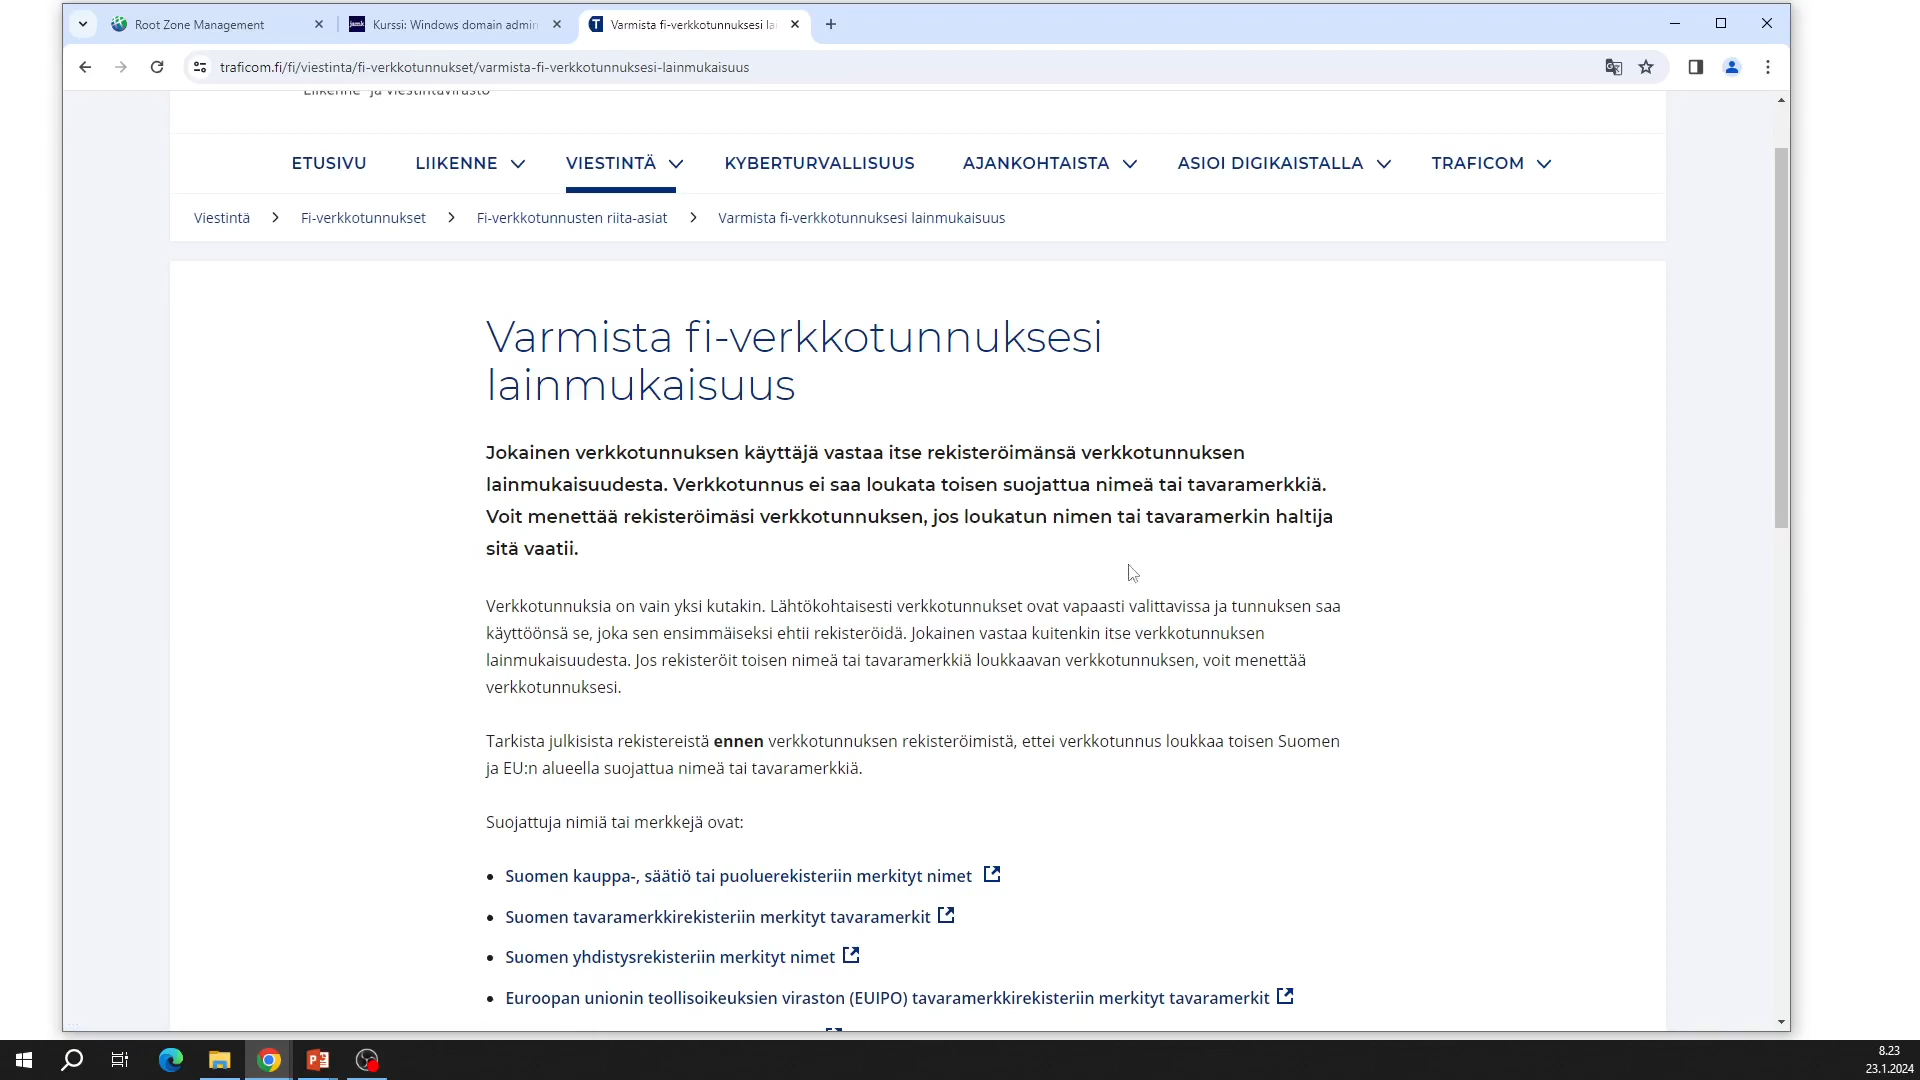 Root Zone Management
jamk
Kurssi: Windows domain admin
Varmista fi-verkkotunnuksesi la
traficom.fi/fi/viestinta/fi-verkkotunnukset/varmista-fi-verkkotunnuksesi-lainmukaisuus
Liikenne- ja viestintävirasto
ETUSIVU LIIKENNE VIESTINTÄ KYBERTURVALLISUUS AJANKOHTAISTA ASIOI DIGIKAISTALLA TRAFICOM
Viestintä Fi-verkkotunnukset Fi-verkkotunnusten riita-asiat Varmista fi-verkkotunnuksesi lainmukaisuus
Varmista fi-verkkotunnuksesi
lainmukaisuus
Jokainen verkkotunnuksen käyttäjä vastaa itse rekisteröimänsä verkkotunnuksen
lainmukaisuudesta. Verkkotunnus ei saa loukata toisen suojattua nimeä tai tavaramerkkiä.
Voit menettää rekisteröimäsi verkkotunnuksen, jos loukatun nimen tai tavaramerkin haltija
sitä vaatii.
Verkkotunnuksia on vain yksi kutakin. Lähtökohtaisesti verkkotunnukset ovat vapaasti valittavissa ja tunnuksen saa
käyttöönsä se, joka sen ensimmäiseksi ehtii rekisteröidä. Jokainen vastaa kuitenkin itse verkkotunnuksen
lainmukaisuudesta. Jos rekisteröit toisen nimeä tai tavaramerkkiä loukkaavan verkkotunnuksen, voit menettää
verkkotunnuksesi.
Tarkista julkisista rekistereistä ennen verkkotunnuksen rekisteröimistä, ettei verkkotunnus loukkaa toisen Suomen
ja EU:n alueella suojattua nimeä tai tavaramerkkiä.
Suojattuja nimiä tai merkkejä ovat:
• Suomen kauppa-, säätiö tai puoluerekisteriin merkityt nimet
• Suomen tavaramerkkirekisteriin merkityt tavaramerkit
• Suomen yhdistysrekisteriin merkityt nimet
• Euroopan unionin teollisoikeuksien viraston (EUIPO) tavaramerkkirekisteriin merkityt tavaramerkit
8.23
23.1.2024